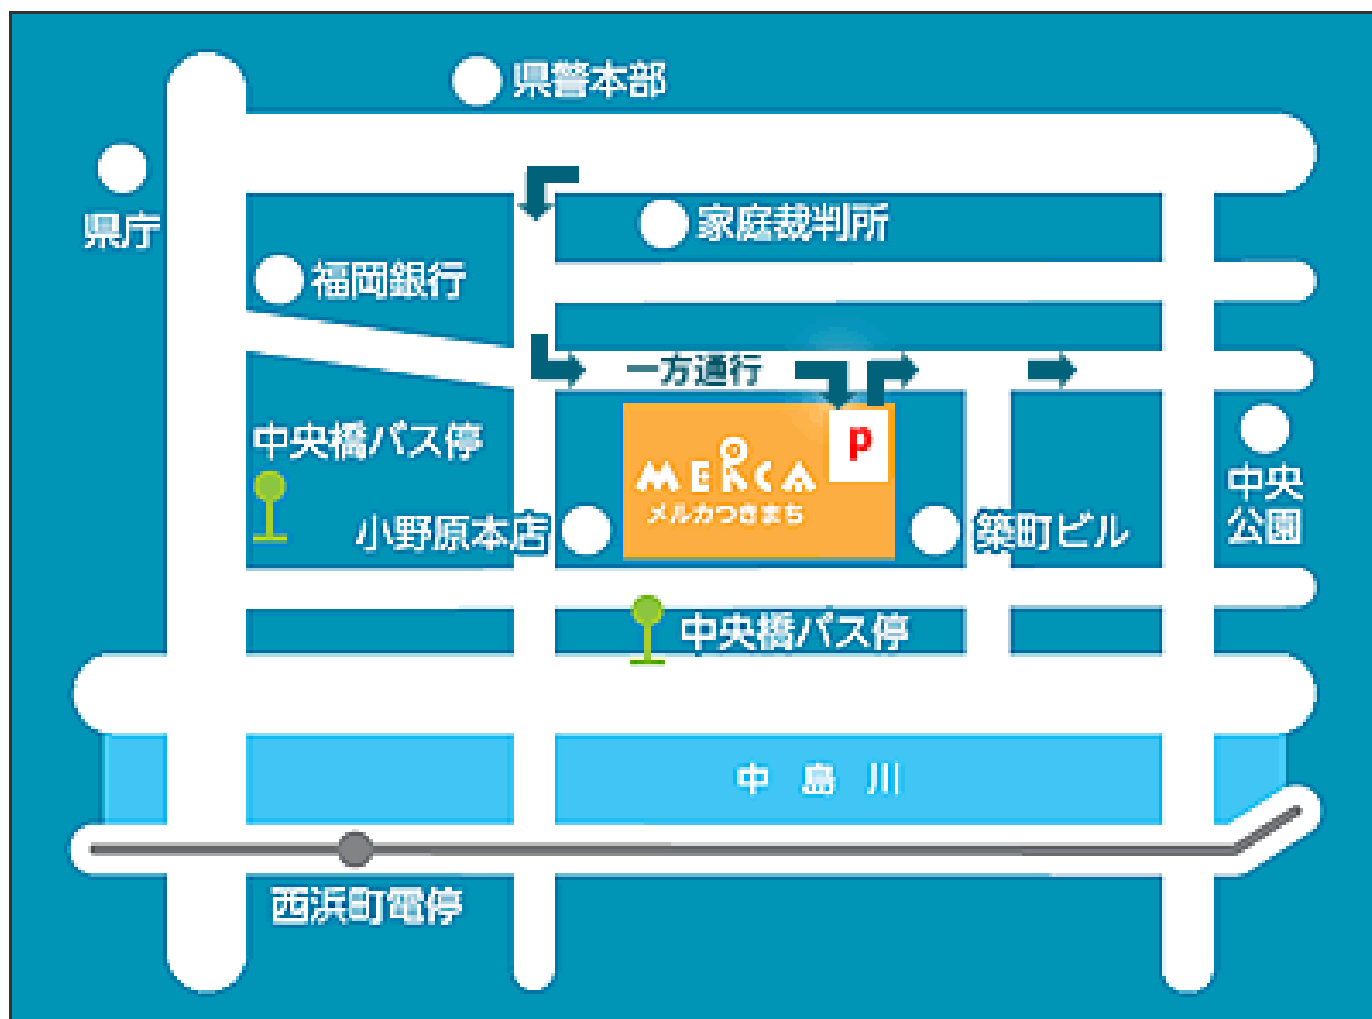 県警本部
県庁
家庭裁判所
福岡銀行
一方通行
中央橋バス停
P
MERCA
メルカつきまち
小野原本店
築町ビル
中央
公園
中央橋バス停
中島川
西浜町電停